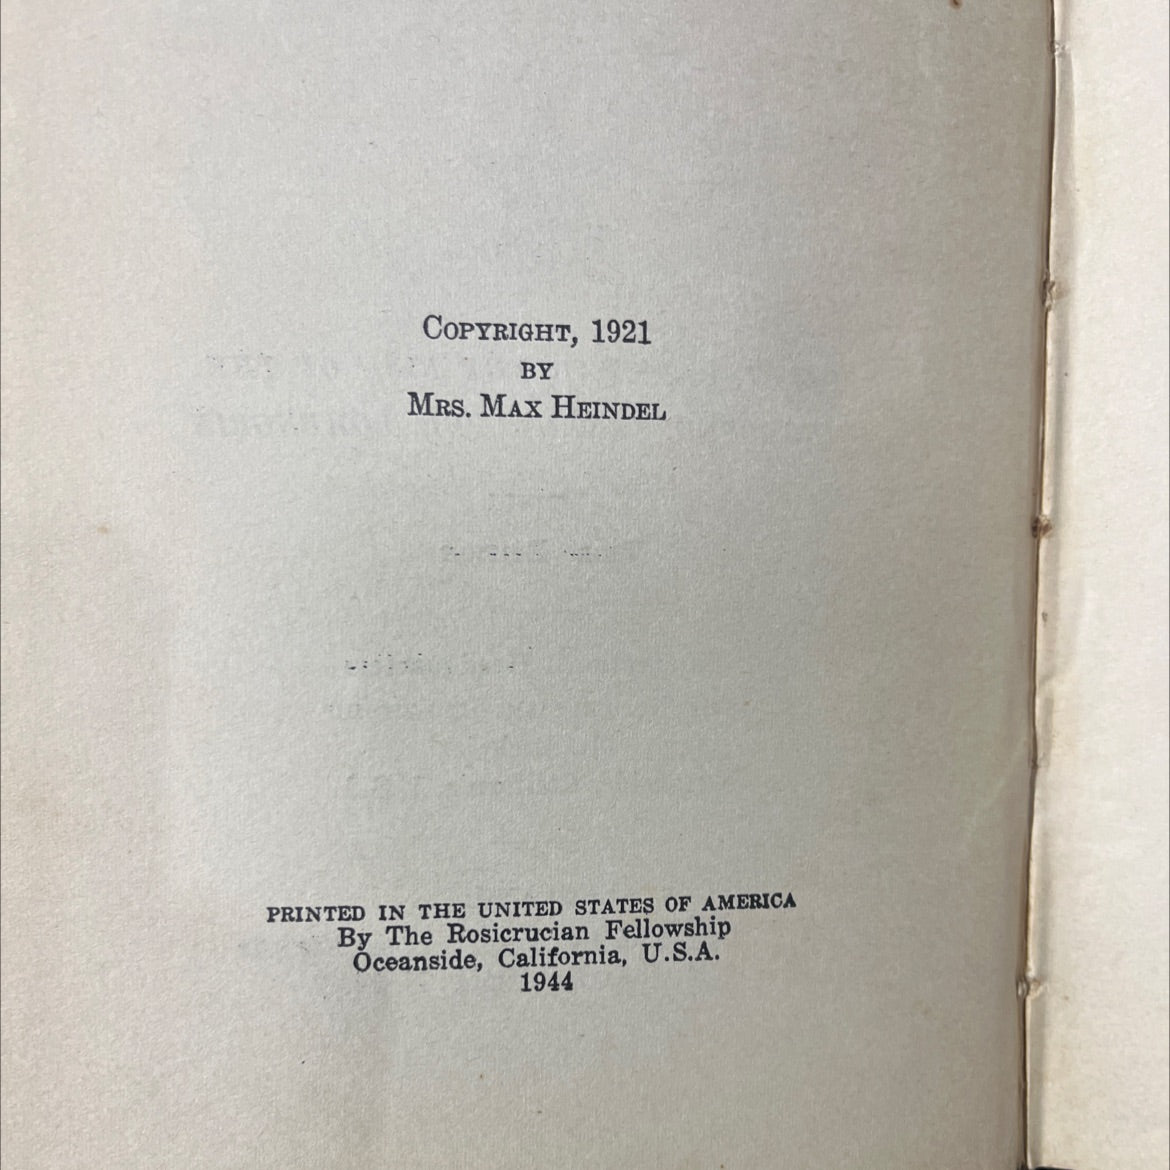 COPYRIGHT, 1921
BY
MRS. MAX HEINDEL
PRINTED IN THE UNITED STATES OF AMERICA
By The Rosicrucian Fellowship
Oceanside, California, U.S.A.
1944